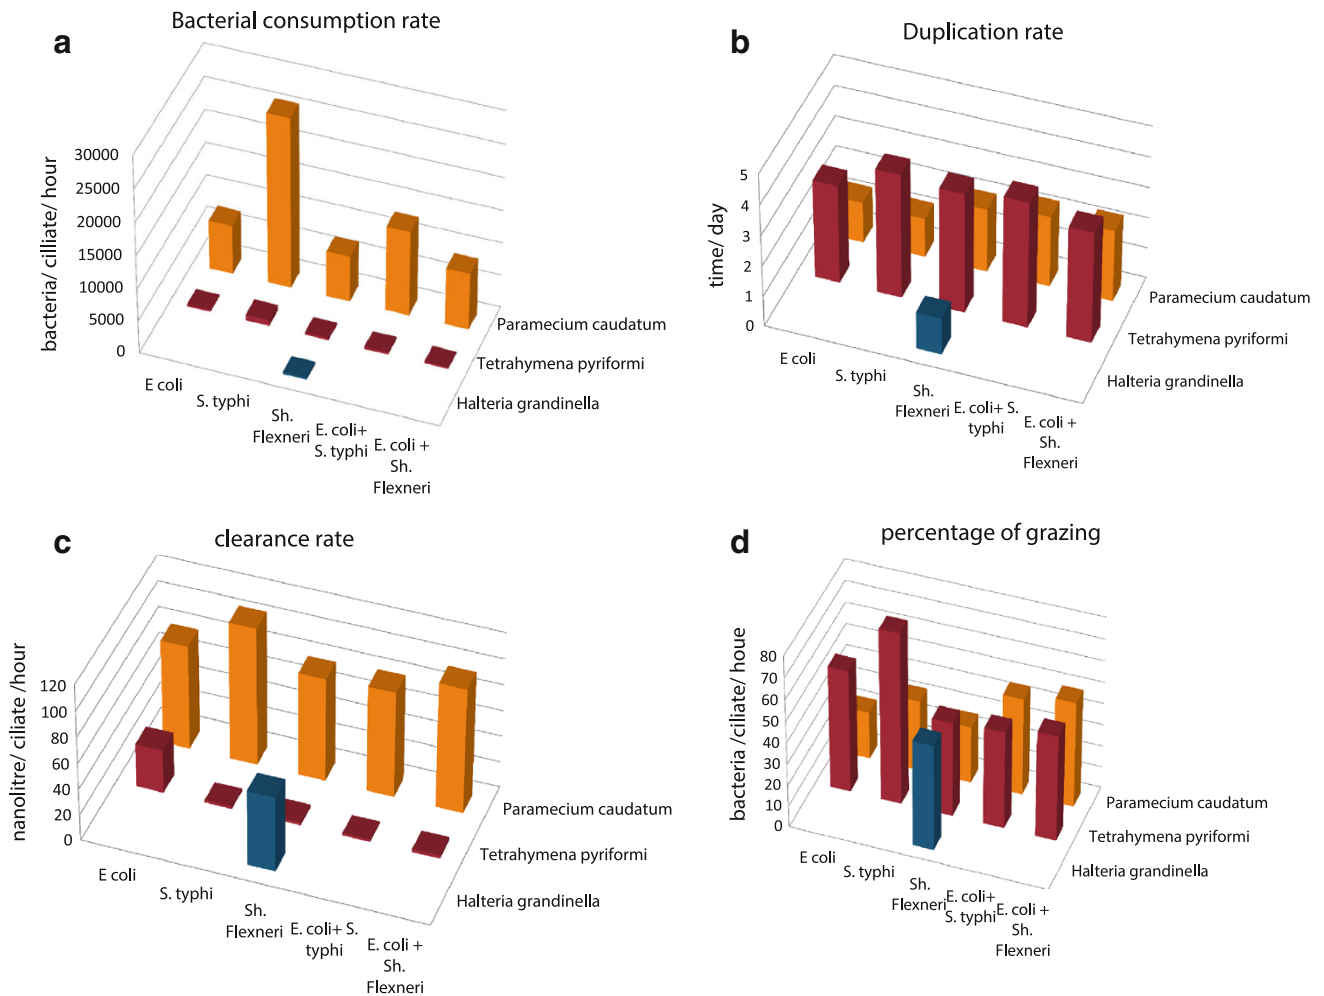 a
Bacterial consumption rate
bacteria/ cilliate/ hour
30000
25000
20000
15000
10000
5000
0
E coli
S. typhi
Sh.
Flexneri
E. coli+
S. typhi
E. coli +
Sh.
Flexneri
Paramecium caudatum
Tetrahymena pyriformi
Halteria grandinella
b
Duplication rate
time/ day
5
4
3
2
1
0
E coli
S. typhi
Sh.
Flexneri
E. coli+ S.
typhi
E. coli +
Sh.
Flexneri
Paramecium caudatum
Tetrahymena pyriformi
Halteria grandinella
c
clearance rate
nanolitre/ ciliate /hour
120
100
80
60
40
20
0
E coli
S. typhi
Sh.
Flexneri
E. coli+ S.
typhi
E. coli +
Sh.
Flexneri
Paramecium caudatum
Tetrahymena pyriformi
Halteria grandinella
d
percentage of grazing
bacteria /ciliate/ houe
80
70
60
50
40
30
20
10
0
E coli
S. typhi
Sh.
Flexneri
E. coli+
S. typhi
E. coli +
Sh.
Flexneri
Paramecium caudatum
Tetrahymena pyriformi
Halteria grandinella